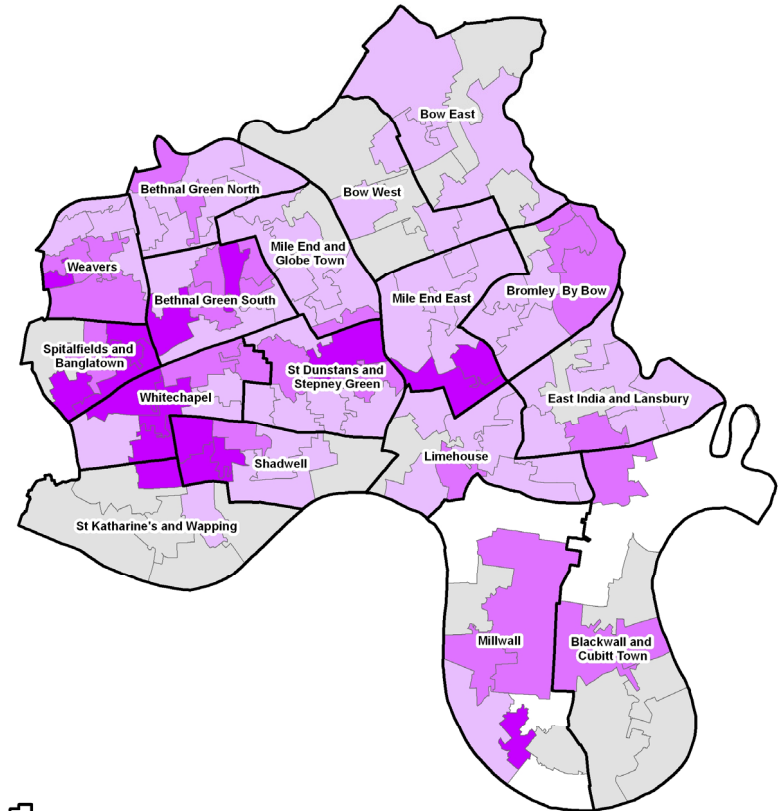 Bow East
Bethnal Green North
Bow West
Mile End and
Globe Town
Weavers
Bethnal Green South
Mile End East
Bromley By Bow
Spitalfields and
Banglatown
St Dunstans and
Stepney Green
Whitechapel
East India and Lansbury
Shadwell
Limehouse
St Katharine's and Wapping
Millwall
Blackwall and
Cubitt Town